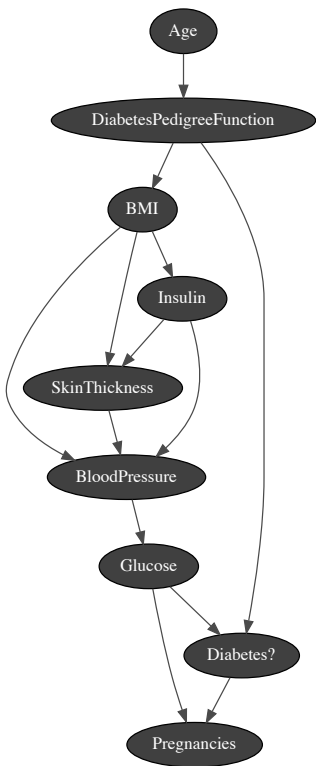 Age
DiabetesPedigreeFunction
BMI
Insulin
SkinThickness
BloodPressure
Glucose
Diabetes?
Pregnancies